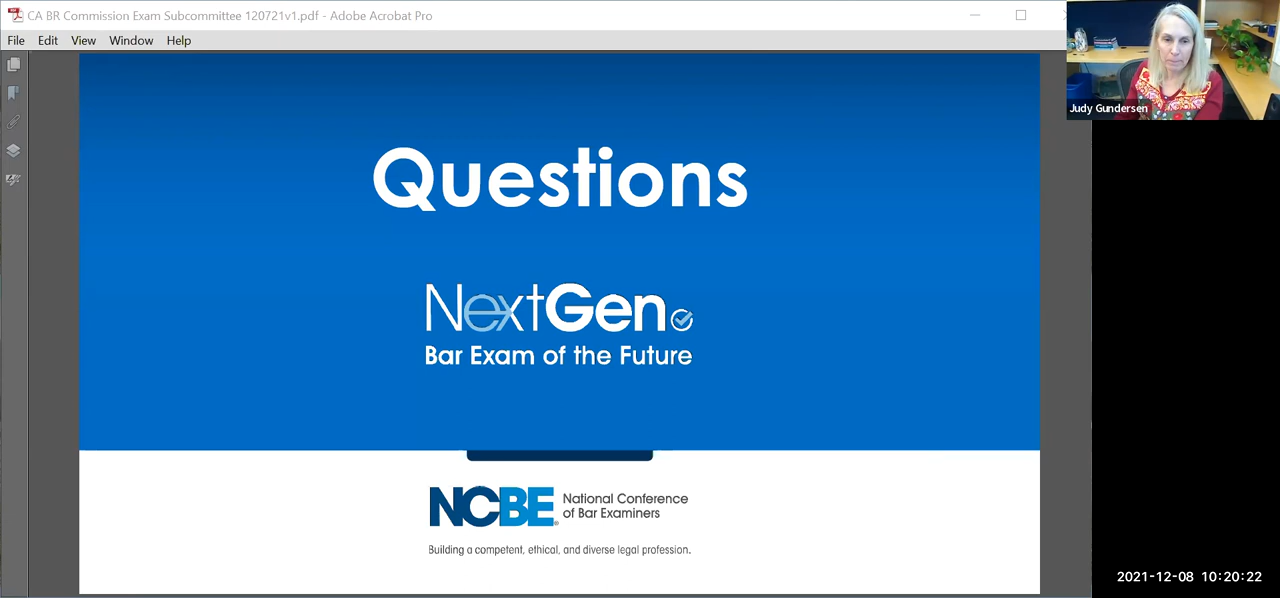 CA BR Commission Exam Subcommittee 120721v1.pdf - Adobe Acrobat Pro
File Edit View Window Help
Judy Gundersen
Questions
NextGen
Bar Exam of the Future
NCBE® National Conference
of Bar Examiners
Building a competent, ethical, and diverse legal profession.
2021-12-08 10:20:22